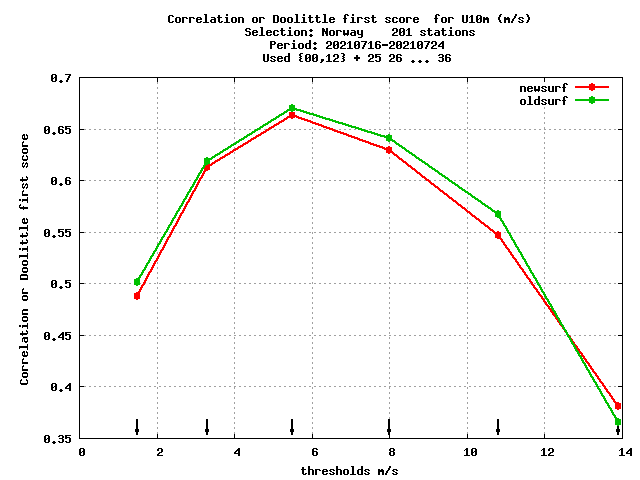 Correlation or Doolittle first score  for U10m (m/s)
Selection: Norway    201 stations
Period: 20210716-20210724
Used {00,12} + 25 26 ... 36
newsurf
oldsurf
Correlation or Doolittle first score
0.7
0.65
0.6
0.55
0.5
0.45
0.4
0.35
0 2 4 6 8 10 12 14
thresholds m/s